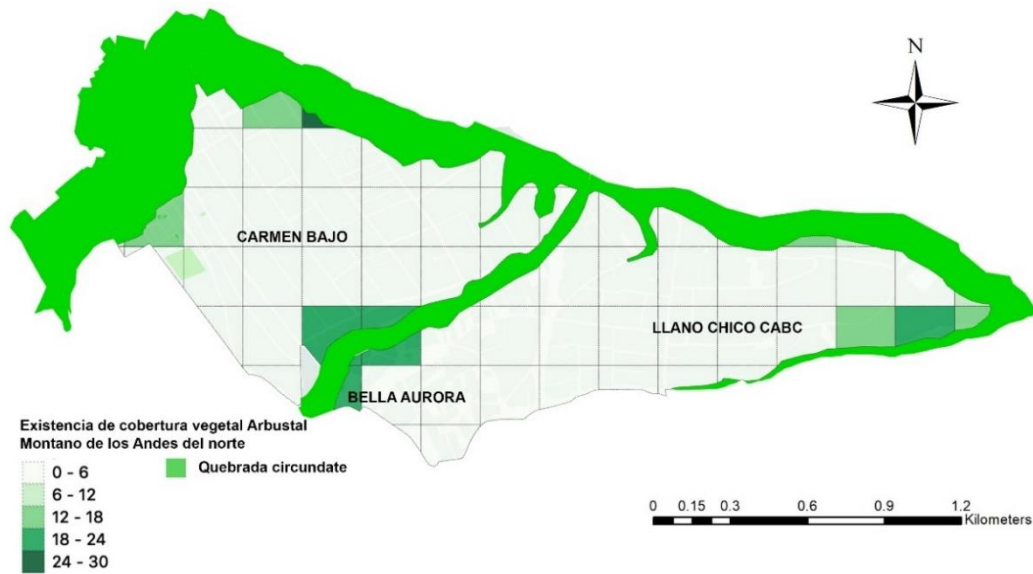 N
CARMEN BAJO
LLANO CHICO CABC
BELLA AURORA
Existencia de cobertura vegetal Arbustal
Montano de los Andes del norte
0 - 6
6 - 12
12 - 18
18 - 24
24 - 30
Quebrada circundate
0 0.15 0.3 0.6 0.9 1.2
Kilometers